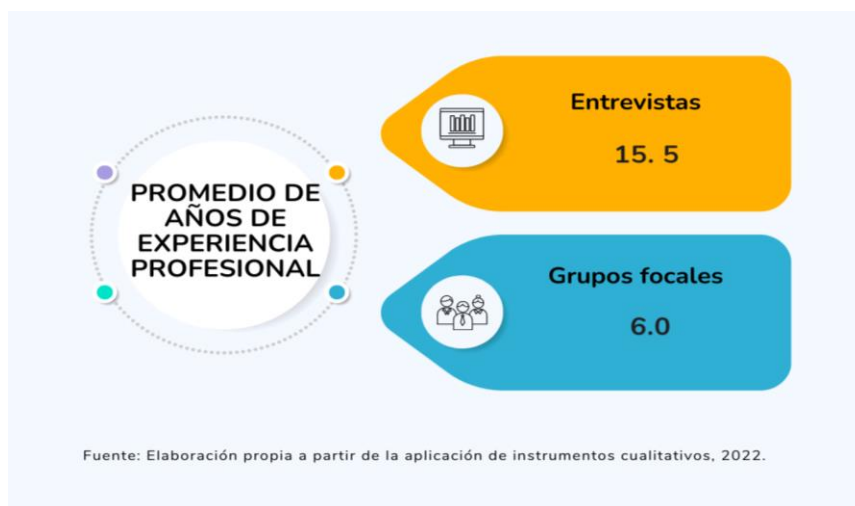 PROMEDIO DE
AÑOS DE
EXPERIENCIA
PROFESIONAL
Entrevistas
15. 5
Grupos focales
6.0
Fuente: Elaboración propia a partir de la aplicación de instrumentos cualitativos, 2022.